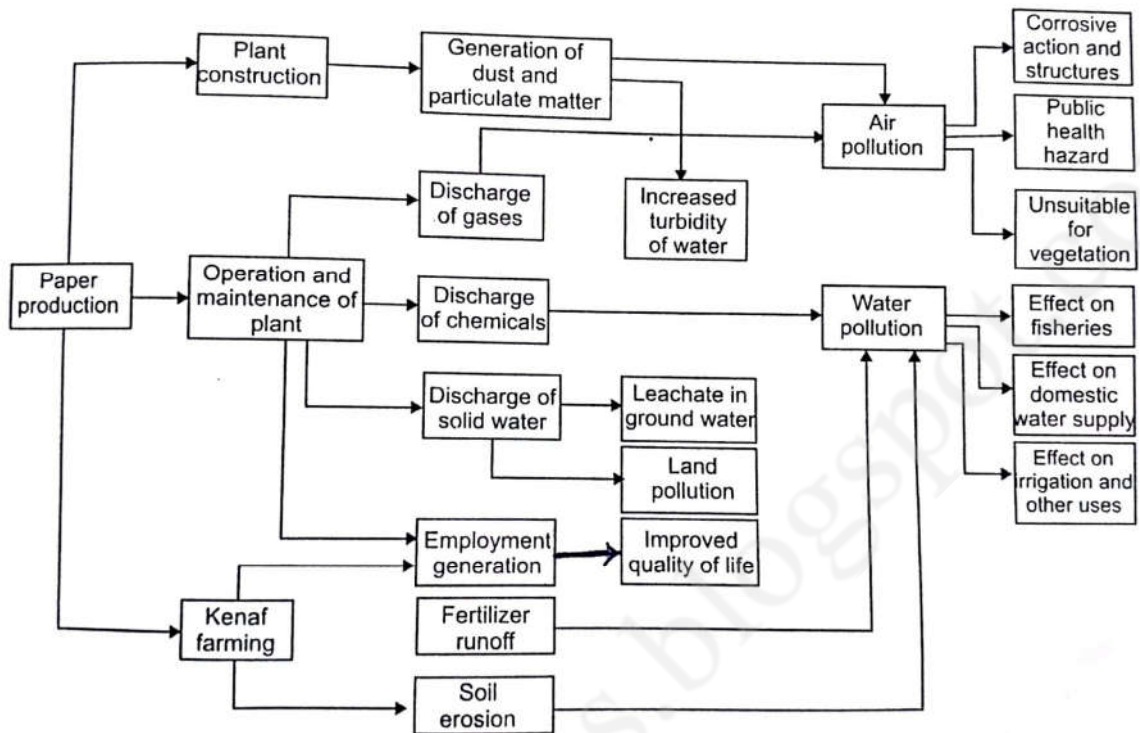 Plant
construction
Generation of
dust and
particulate matter
Corrosive
action and
structures
Air
pollution
Public
health
hazard
Discharge
of gases
Increased
turbidity
of water
Unsuitable
for
vegetation
Paper
production
Operation and
maintenance of
plant
Discharge
of chemicals
Water
pollution
Effect on
fisheries
Discharge of
solid water
Leachate in
ground water
Effect on
domestic
water supply
Land
pollution
Effect on
irrigation and
other uses
Employment
generation
Improved
quality of life
Kenaf
farming
Fertilizer
runoff
Soil
erosion
s.blogspot.co